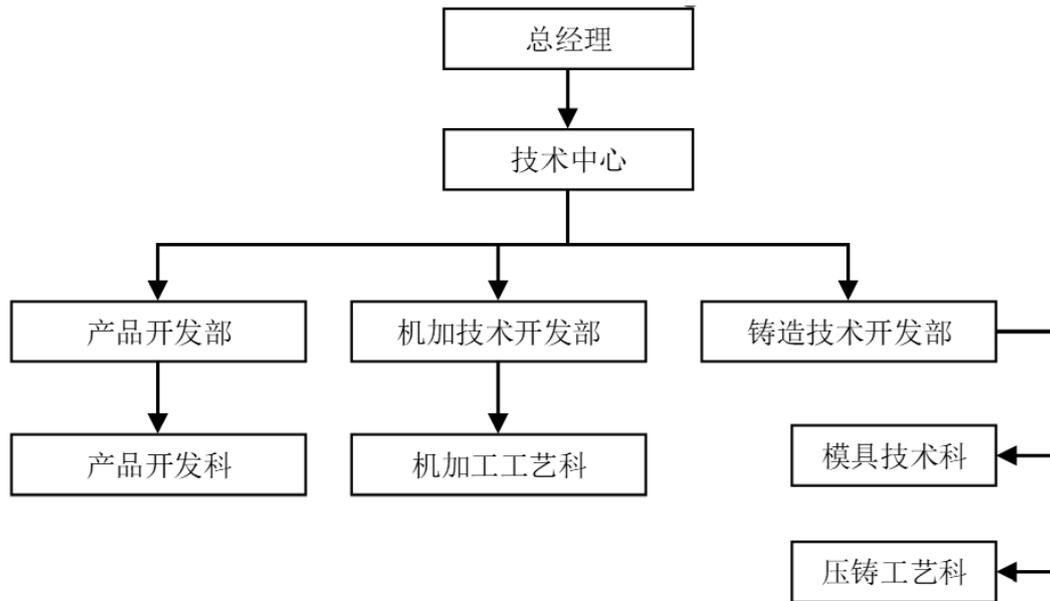 总经理
技术中心
产品开发部
机加技术开发部
铸造技术开发部
产品开发科
机加工工艺科
模具技术科
压铸工艺科